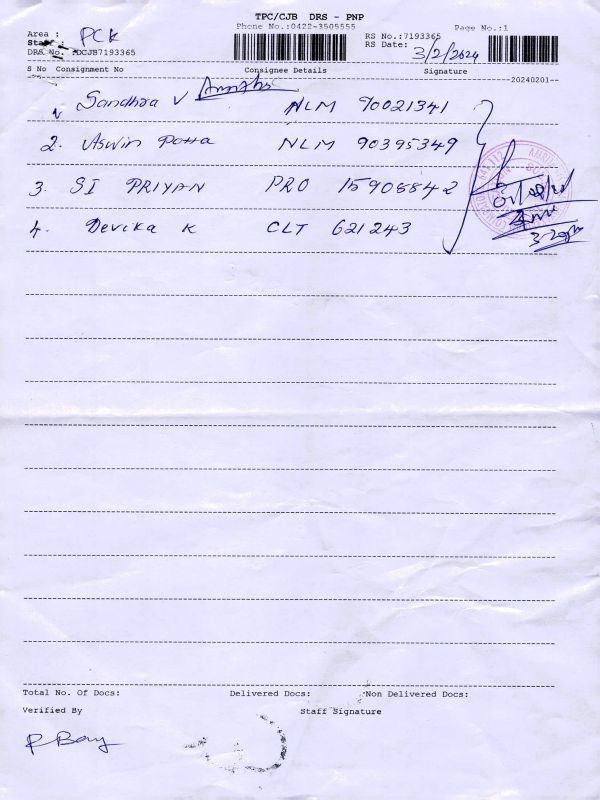 TPC/CJB DRS - PNP
Phone No.:0422-3505555
Page No.:1
Area : PCK
RS No.:7193365
Staff:
RS Date: 3/2/2024
DRS No. :DCJB7193365
S No Consignment No Consignee Details Signature
20240201
1. Sandhra V NLM 90021341
2. Aswin NLM 90395349
3. SI PRIYAN PRO 15908842
4. Devika K CLT 621243
Total No. Of Docs: Delivered Docs: Non Delivered Docs:
Verified By Staff Signature